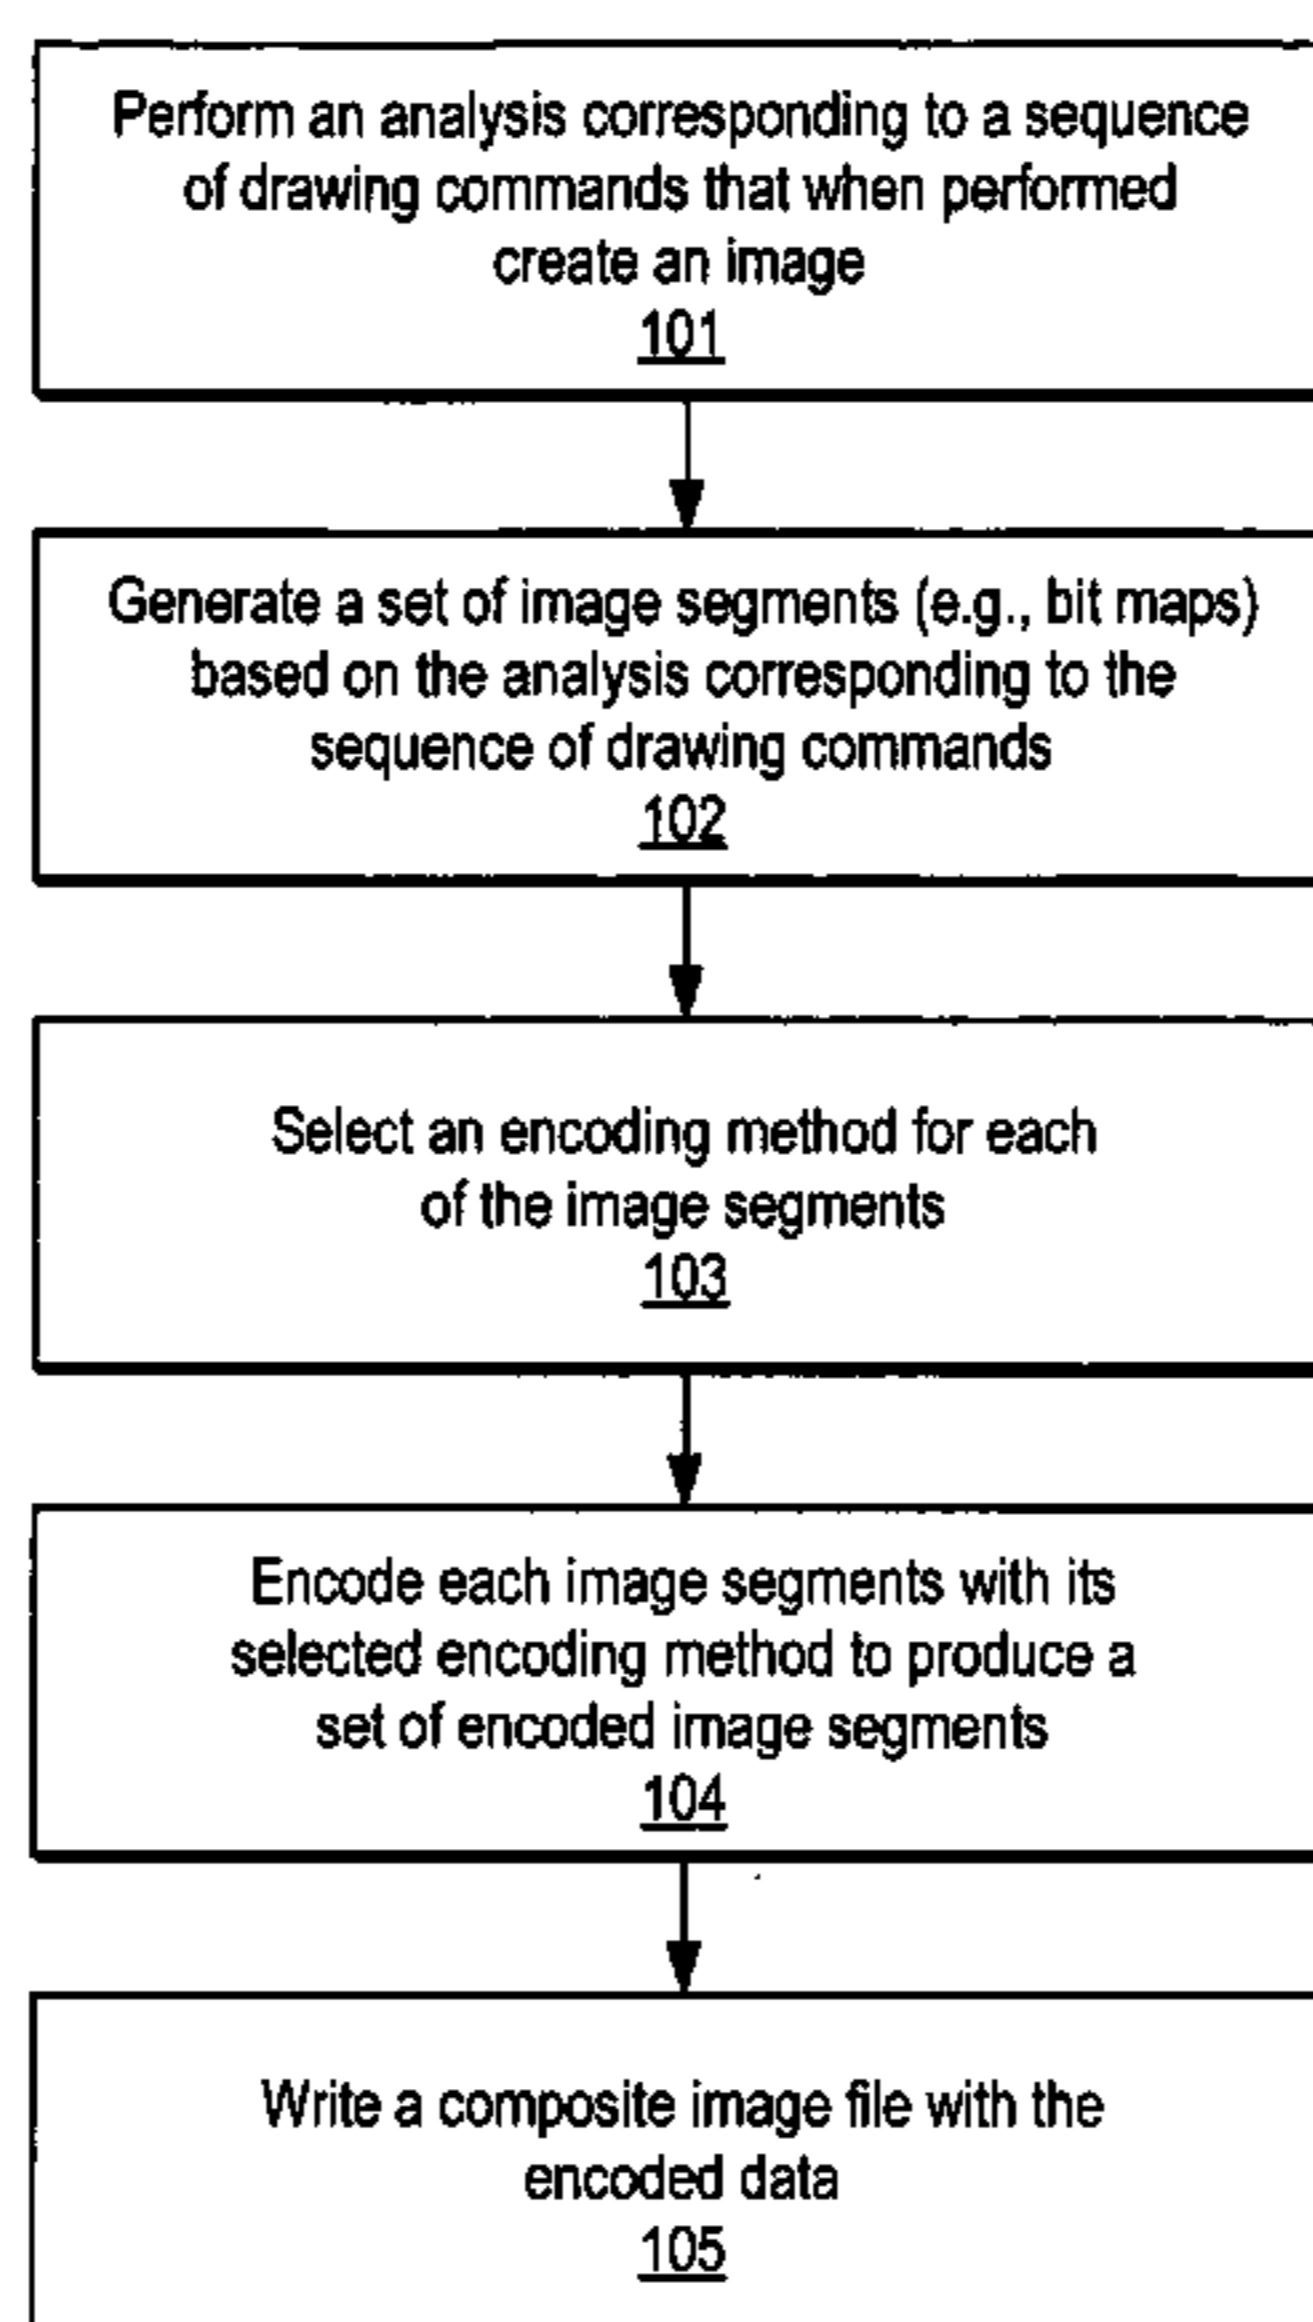 Perform an analysis corresponding to a sequence
of drawing commands that when performed
create an image
101
Generate a set of image segments (e.g., bit maps)
based on the analysis corresponding to the
sequence of drawing commands
102
Select an encoding method for each
of the image segments
103
Encode each image segments with its
selected encoding method to produce a
set of encoded image segments
104
Write a composite image file with the
encoded data
105